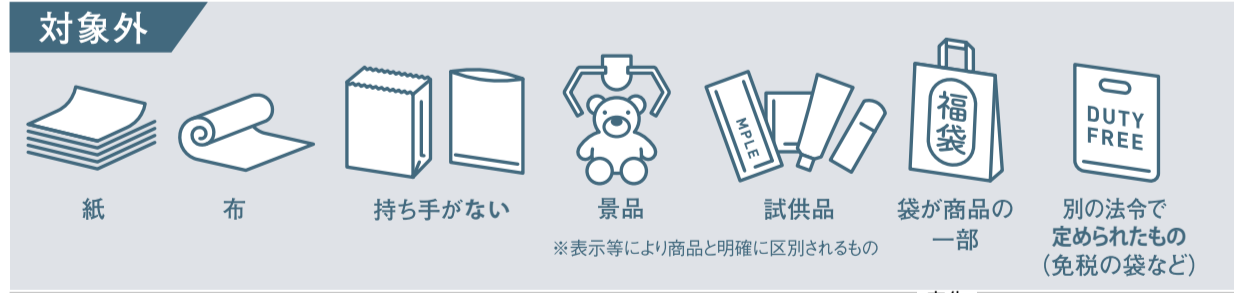 対象外
MPLE
福
袋
DUTY
FREE
紙
布
持ち手がない
景品
試供品
※表示等により商品と明確に区別されるもの
袋が商品の
一部
別の法令で
定められたもの
(免税の袋など)